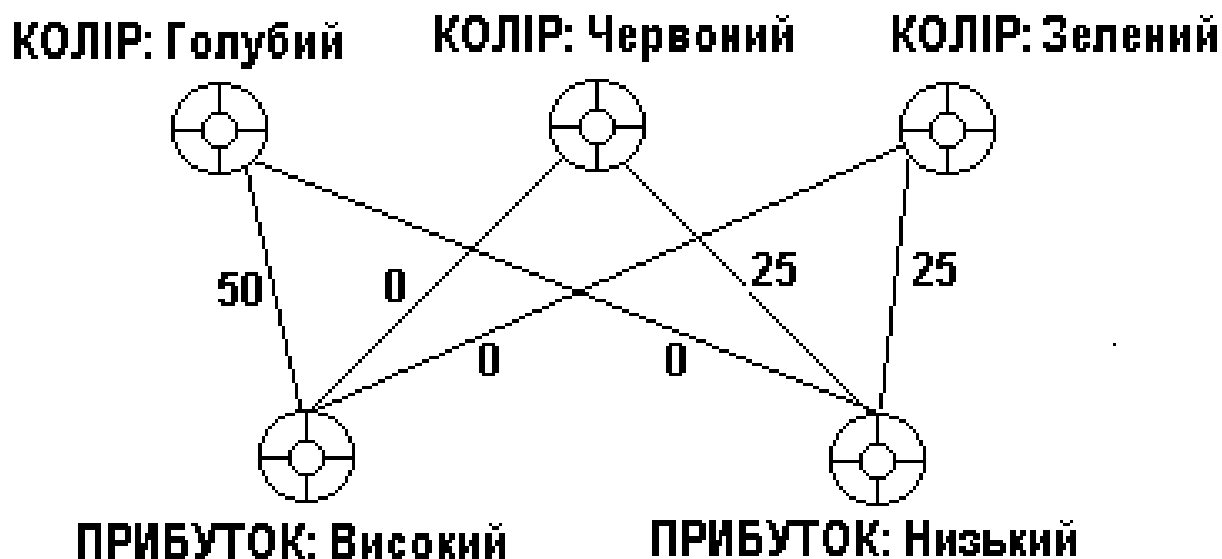 КОЛІР: Голубий КОЛІР: Червоний КОЛІР: Зелений
50 0 25 25
0 0
ПРИБУТОК: Високий ПРИБУТОК: Низький